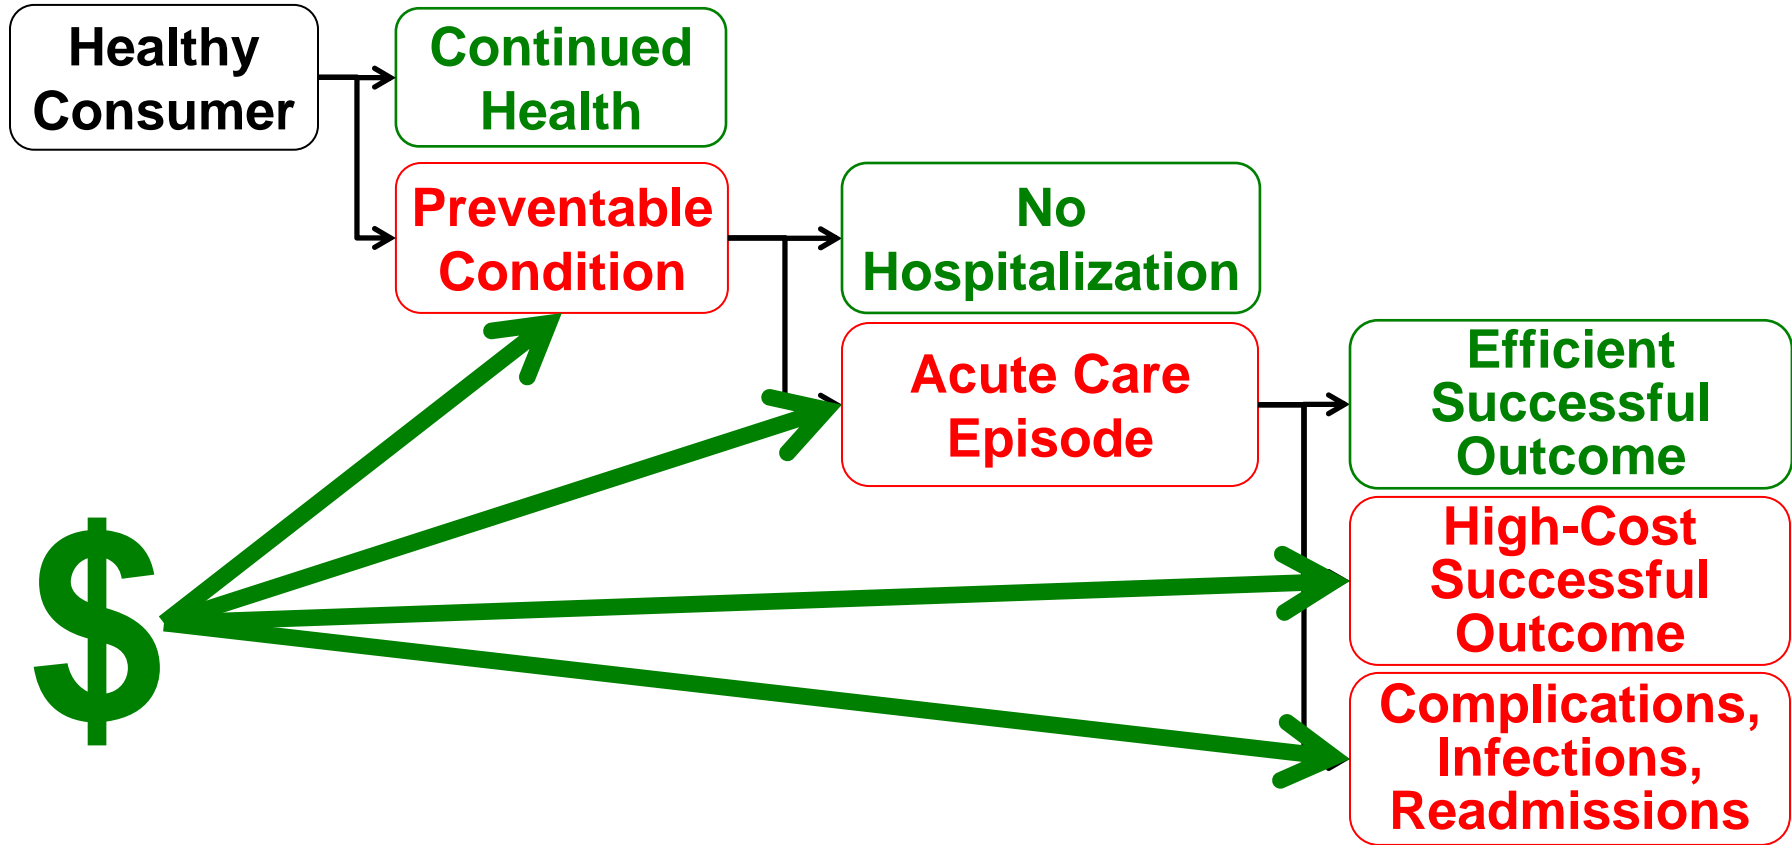 Healthy
Consumer
Continued
Health
Preventable
Condition
No
Hospitalization
Acute Care
Episode
Efficient
Successful
Outcome
High-Cost
Successful
Outcome
Complications,
Infections,
Readmissions
$